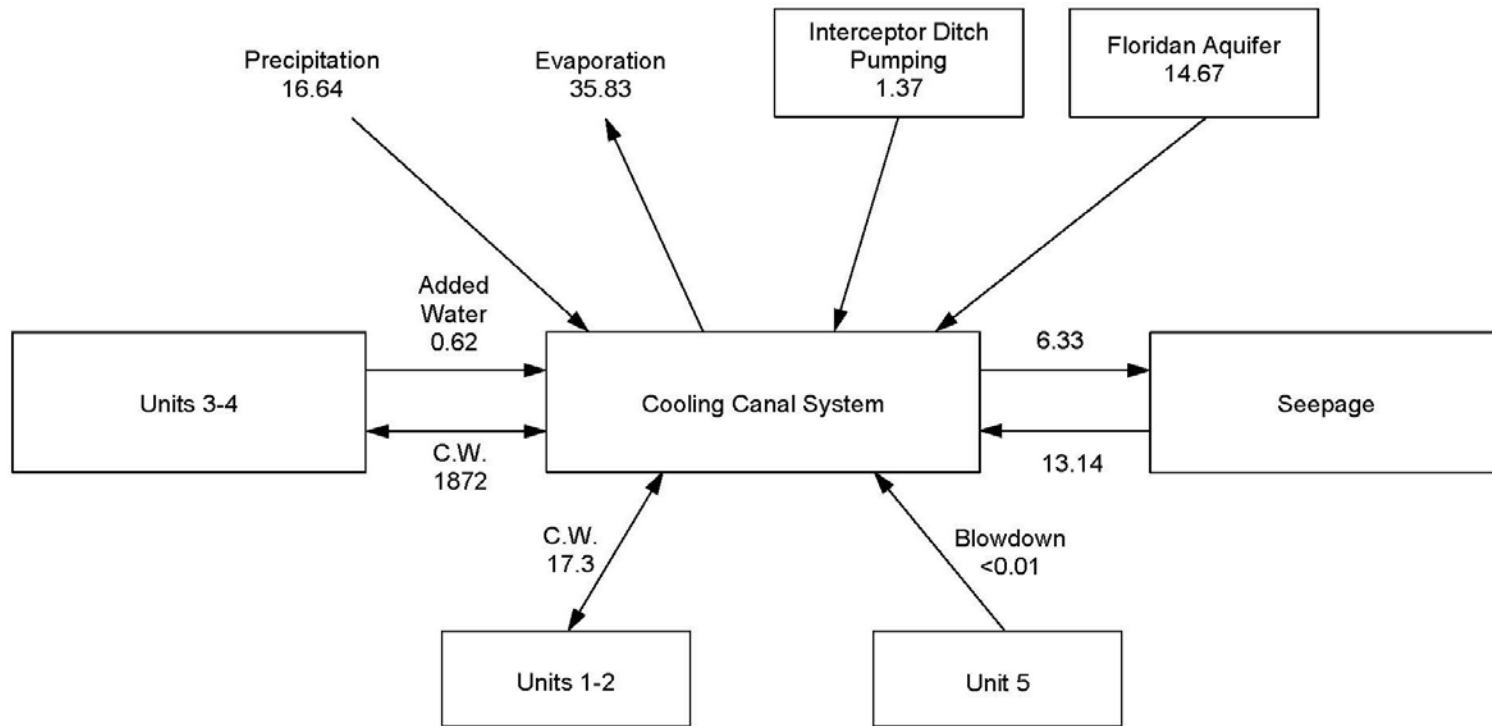 Precipitation
16.64
Evaporation
35.83
Interceptor Ditch
Pumping
1.37
Floridan Aquifer
14.67
Added
Water
0.62
6.33
Units 3-4
Cooling Canal System
Seepage
C.W.
1872
13.14
C.W.
17.3
Blowdown
<0.01
Units 1-2
Unit 5